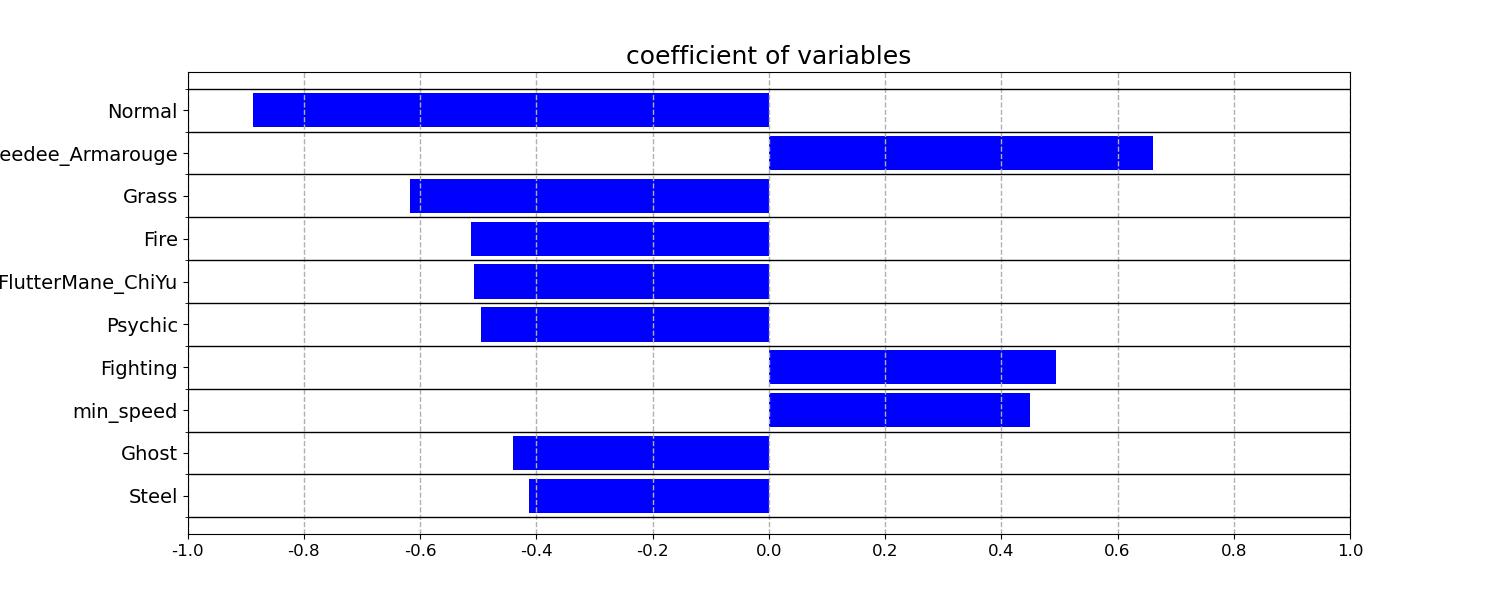 coefficient of variables
Normal
eedee_Armarouge
Grass
Fire
FlutterMane_ChiYu
Psychic
Fighting
min_speed
Ghost
Steel
-1.0 -0.8 -0.6 -0.4 -0.2 0.0 0.2 0.4 0.6 0.8 1.0